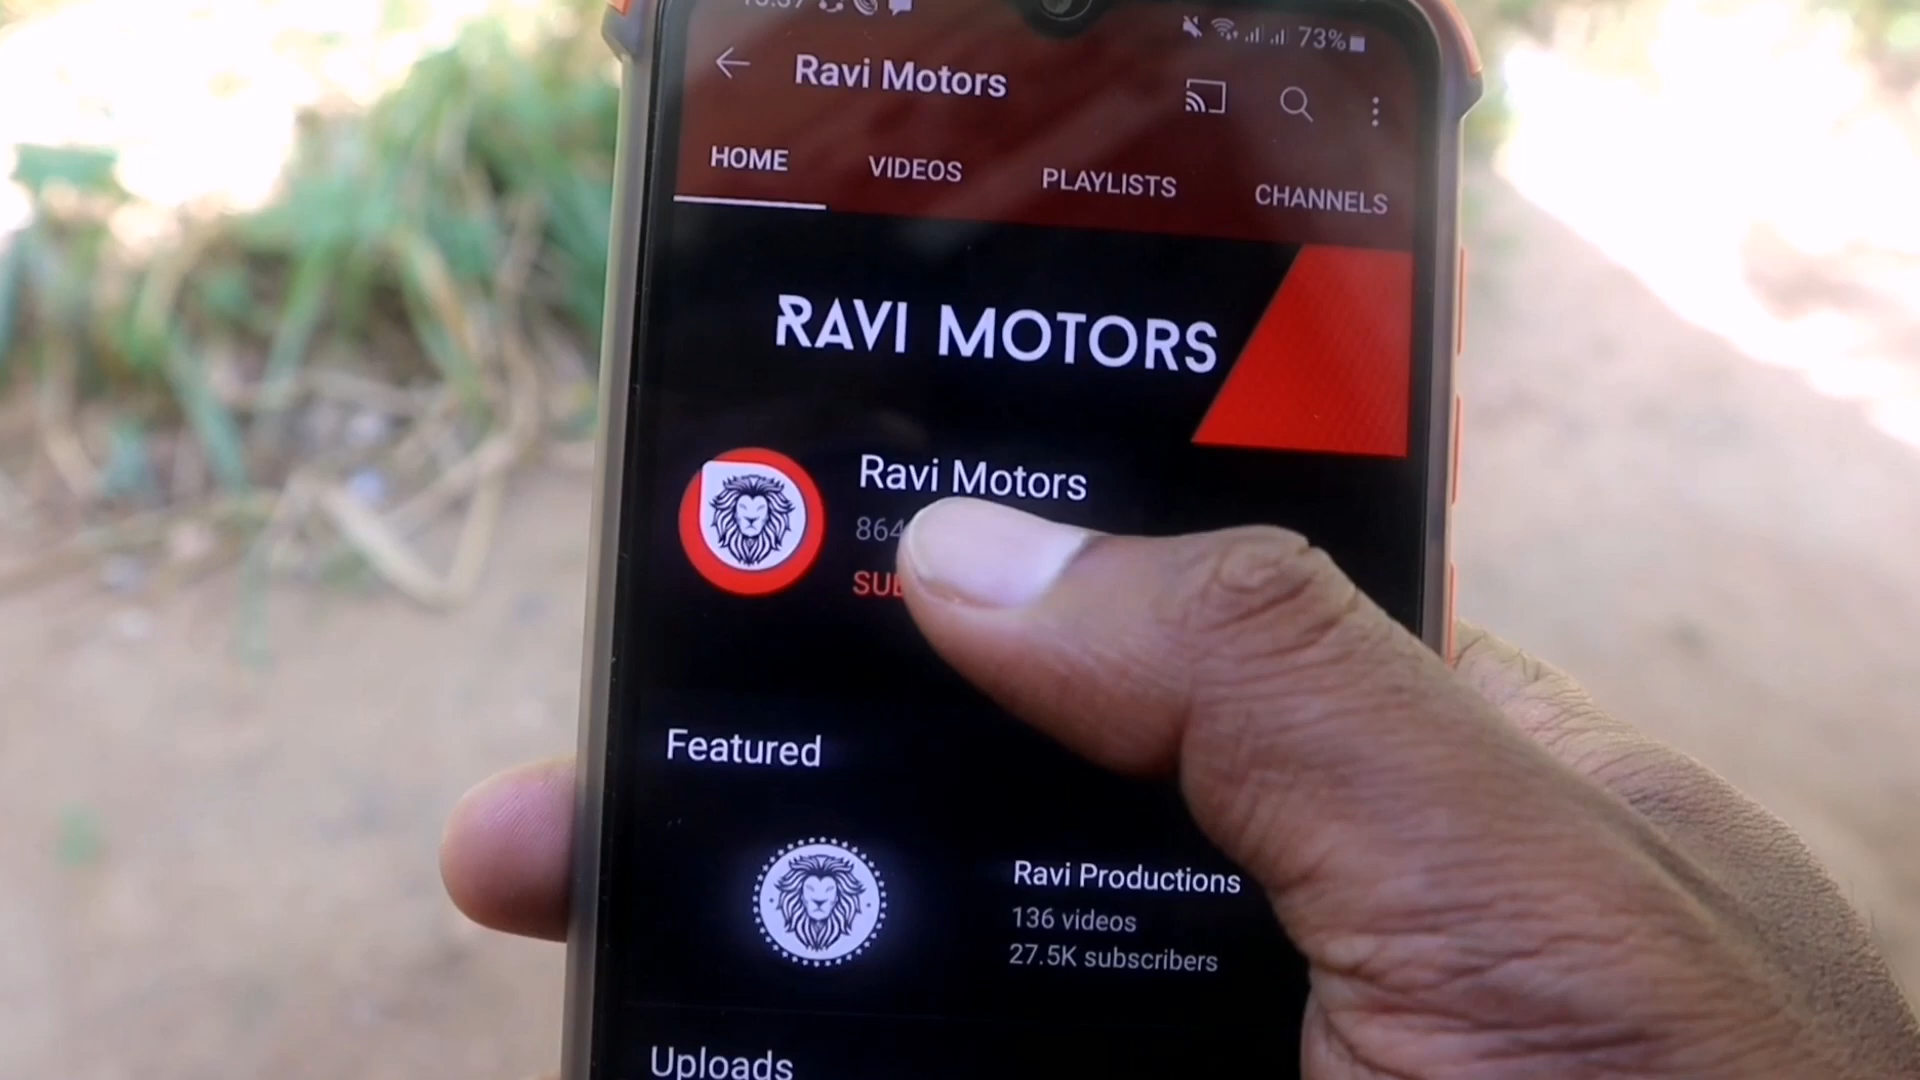 73%
Ravi Motors
HOME VIDEOS PLAYLISTS CHANNELS
RAVI MOTORS
Ravi Motors
864
Featured
Ravi Productions
136 videos
27.5K subscribers
Uploads